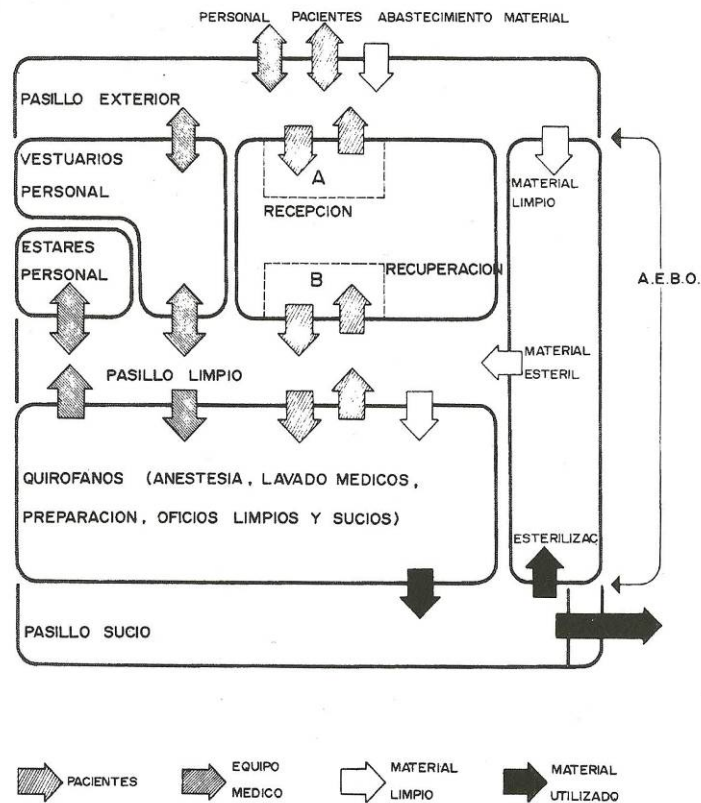 PERSONAL PACIENTES ABASTECIMIENTO MATERIAL
PASILLO EXTERIOR
VESTUARIOS
PERSONAL
A
RECEPCION
MATERIAL
LIMPIO
ESTARES
PERSONAL
B
RECUPERACION
A.E.B.O.
PASILLO LIMPIO
MATERIAL
ESTERIL
QUIROFANOS (ANESTESIA, LAVADO MEDICOS,
PREPARACION, OFICIOS LIMPIOS Y SUCIOS)
ESTERILIZAC
PASILLO SUCIO
PACIENTES
EQUIPO
MEDICO
MATERIAL
LIMPIO
MATERIAL
UTILIZADO